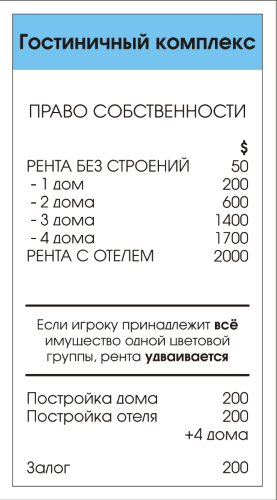 Гостиничный комплекс
ПРАВО СОБСТВЕННОСТИ
$
РЕНТА БЕЗ СТРОЕНИЙ 50
- 1 дом 200
- 2 дома 600
- 3 дома 1400
- 4 дома 1700
РЕНТА С ОТЕЛЕМ 2000
Если игроку принадлежит всё
имущество одной цветовой
группы, рента удваивается
Постройка дома 200
Постройка отеля 200
+4 дома
Залог 200